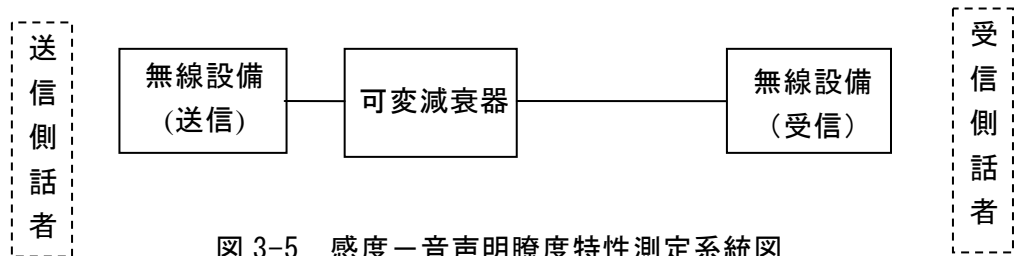 送信側話者
無線設備
(送信)
可変減衰器
無線設備
（受信）
受信側話者
図 3-5　感度－音声明瞭度特性測定系統図